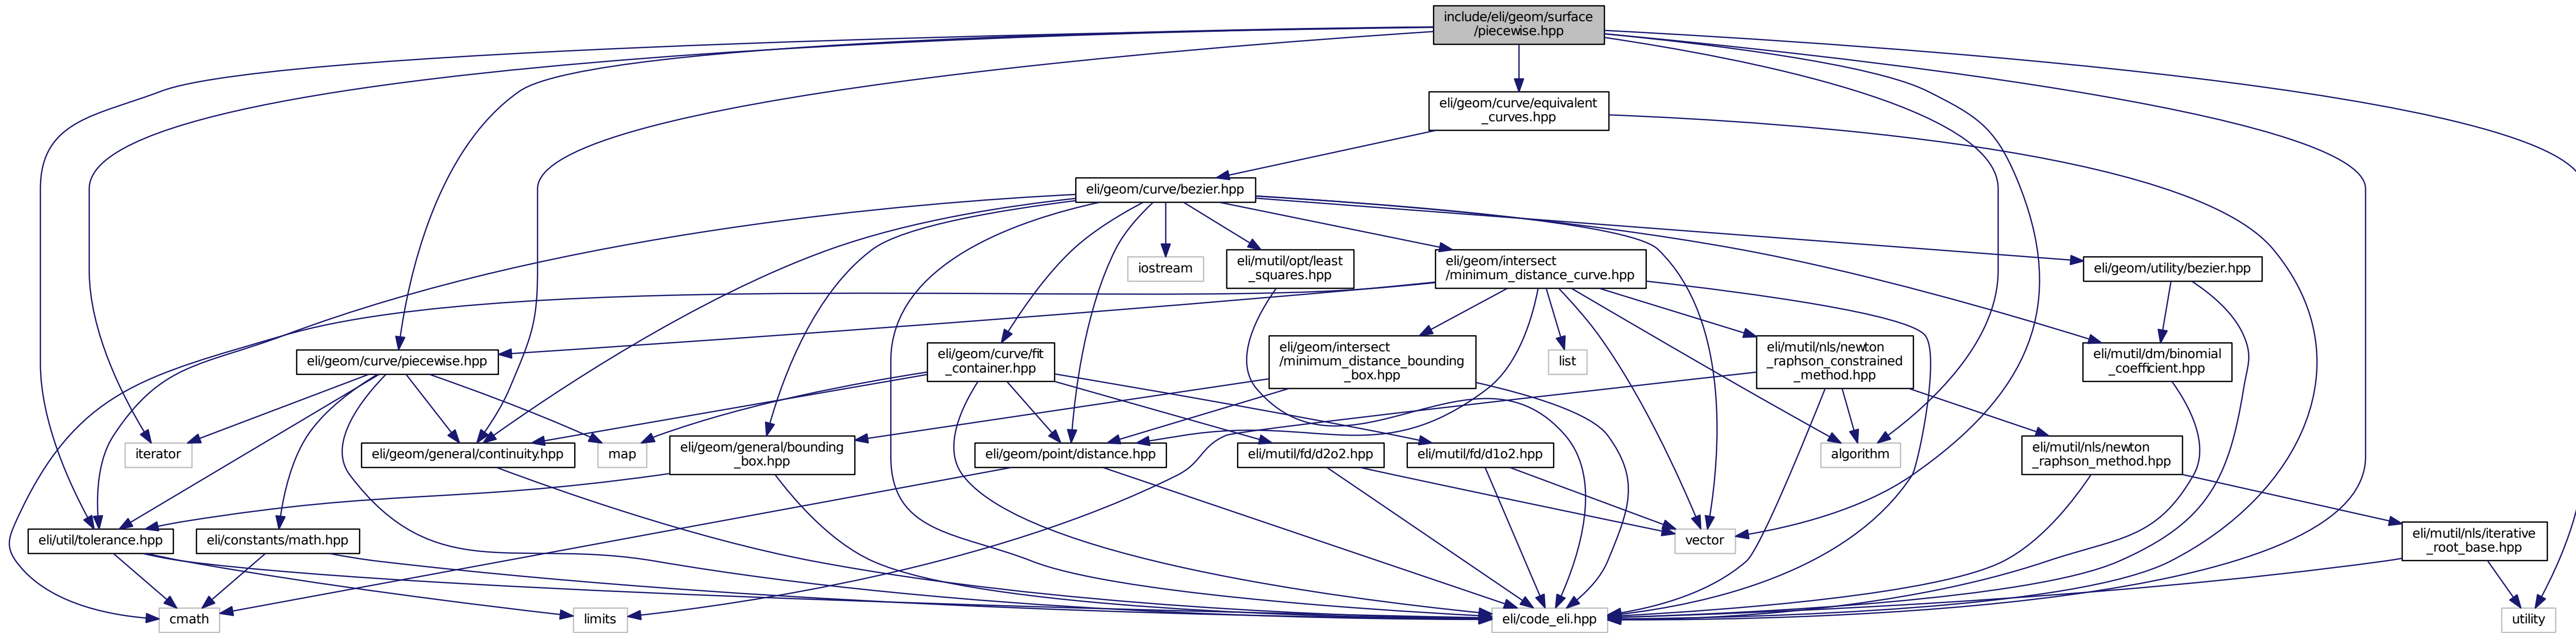 include/eli/geom/surface
/piecewise.hpp
eli/geom/curve/equivalent
_curves.hpp
eli/geom/curve/bezier.hpp
iostream
eli/mutil/opt/least
_squares.hpp
eli/geom/intersect
/minimum_distance_curve.hpp
eli/geom/utility/bezier.hpp
eli/geom/curve/piecewise.hpp
eli/geom/curve/fit
_container.hpp
eli/geom/intersect
/minimum_distance_bounding
_box.hpp
list
eli/mutil/nls/newton
_raphson_constrained
_method.hpp
eli/mutil/dm/binomial
_coefficient.hpp
iterator
eli/geom/general/continuity.hpp
map
eli/geom/general/bounding
_box.hpp
eli/geom/point/distance.hpp
eli/mutil/fd/d2o2.hpp
eli/mutil/fd/d1o2.hpp
algorithm
eli/mutil/nls/newton
_raphson_method.hpp
eli/util/tolerance.hpp
eli/constants/math.hpp
vector
eli/mutil/nls/iterative
_root_base.hpp
cmath
limits
eli/code_eli.hpp
utility